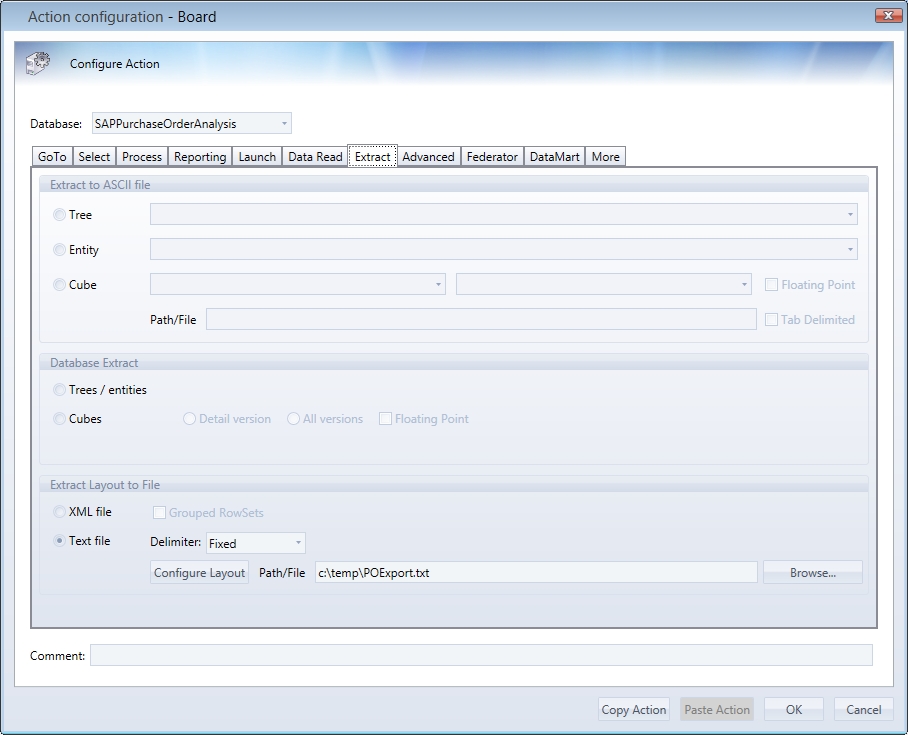 Action configuration - Board
Configure Action
Database: SAPPurchaseOrderAnalysis
GoTo Select Process Reporting Launch Data Read Extract Advanced Federator DataMart More
Extract to ASCII file
Tree
Entity
Cube Floating Point
Path/File Tab Delimited
Database Extract
Trees / entities
Cubes Detail version All versions Floating Point
Extract Layout to File
XML file Grouped RowSets
Text file Delimiter: Fixed
Configure Layout Path/File c:\temp\POExport.txt Browse...
Comment:
Copy Action Paste Action OK Cancel